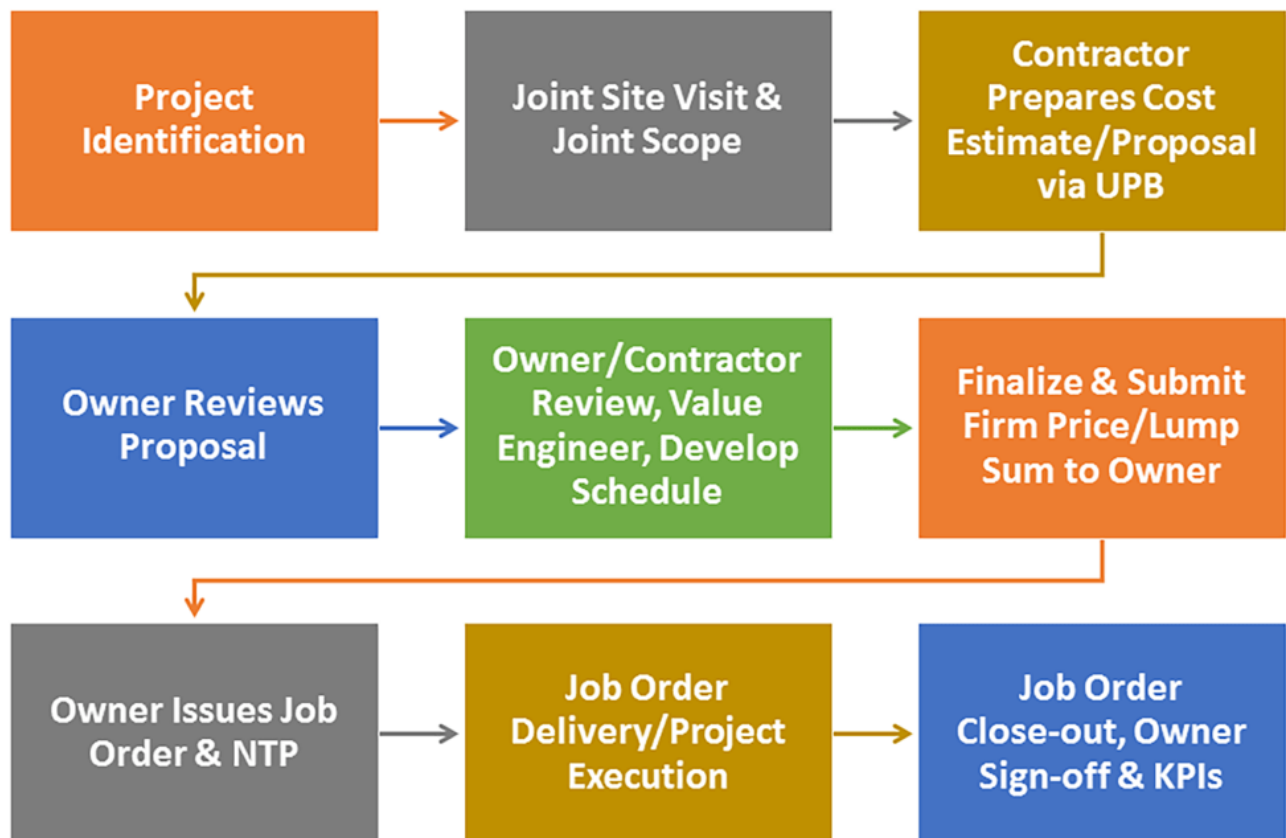 Project
Identification
Joint Site Visit &
Joint Scope
Contractor
Prepares Cost
Estimate/Proposal
via UPB
Owner Reviews
Proposal
Owner/Contractor
Review, Value
Engineer, Develop
Schedule
Finalize & Submit
Firm Price/Lump
Sum to Owner
Owner Issues Job
Order & NTP
Job Order
Delivery/Project
Execution
Job Order
Close-out, Owner
Sign-off & KPIs